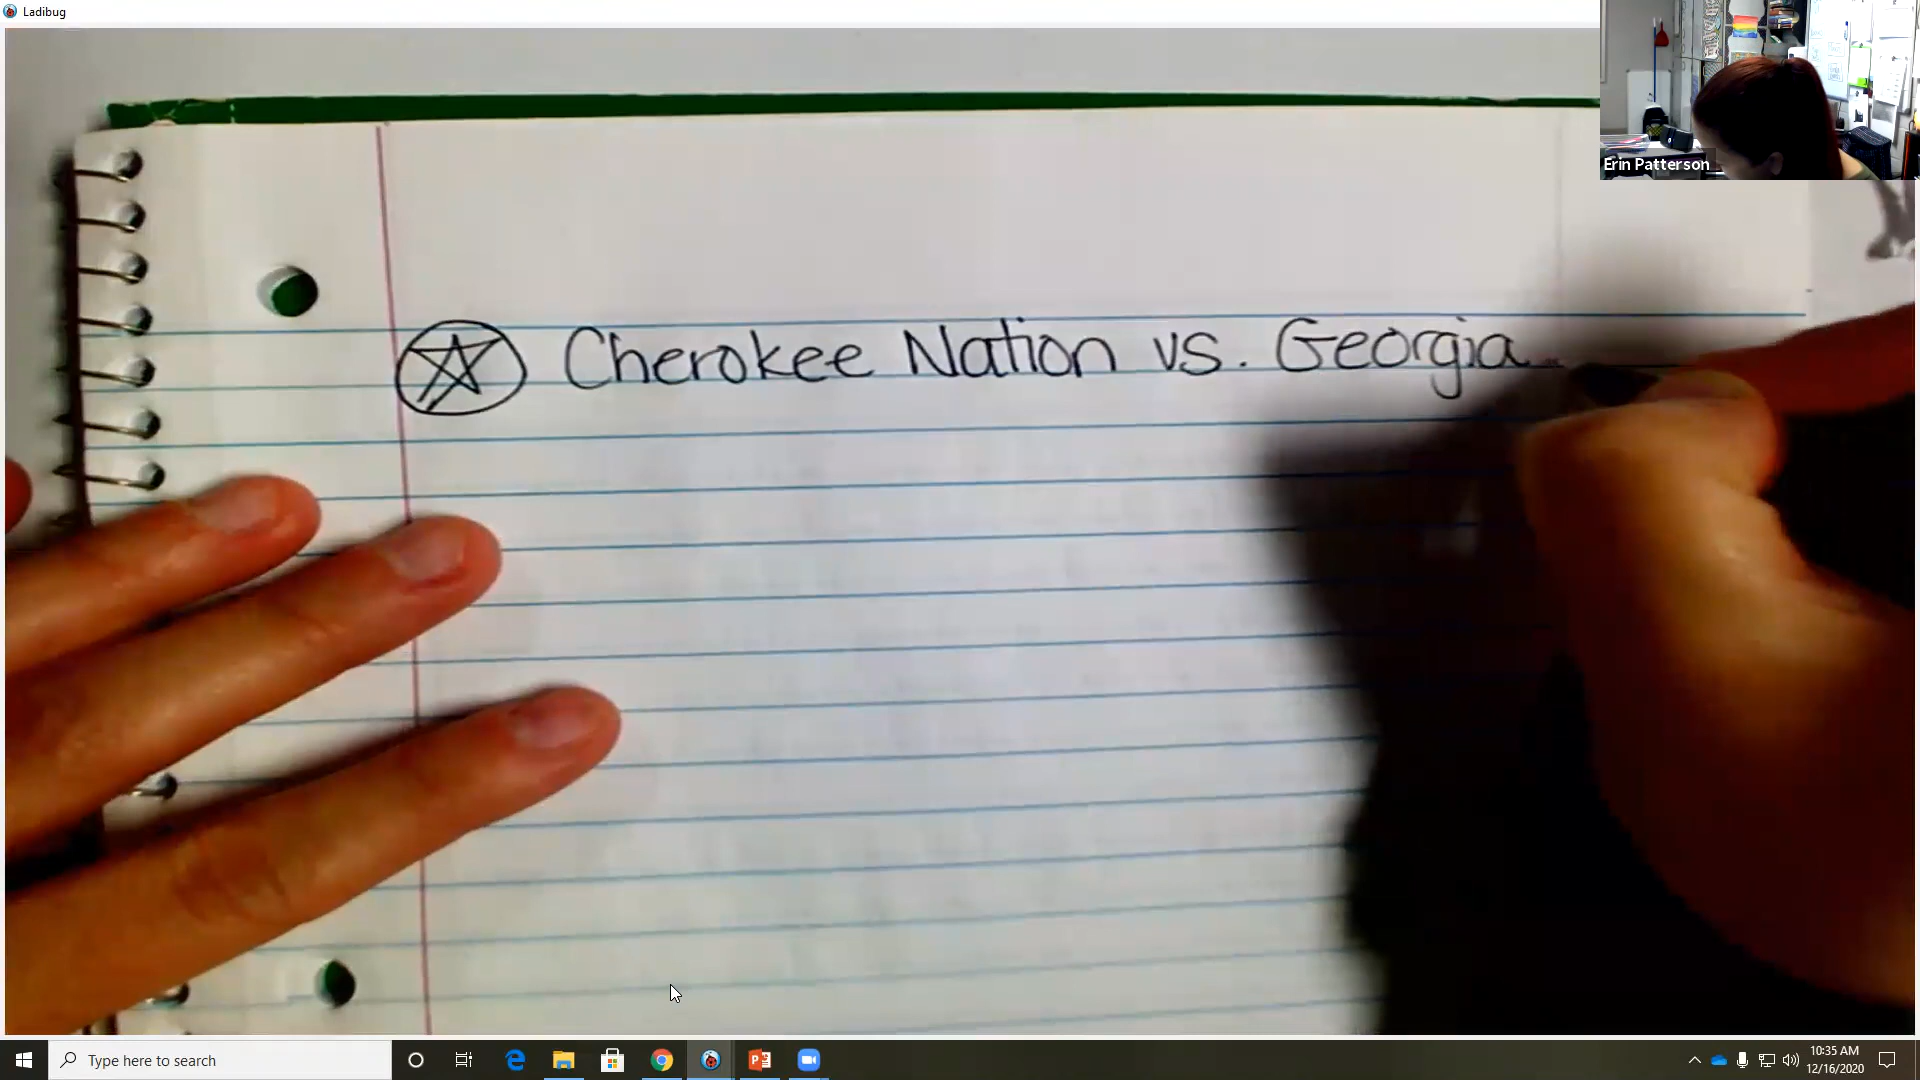 Ladibug
Erin Patterson
Cherokee Nation vs. Georgia
Type here to search
10:35 AM
12/16/2020